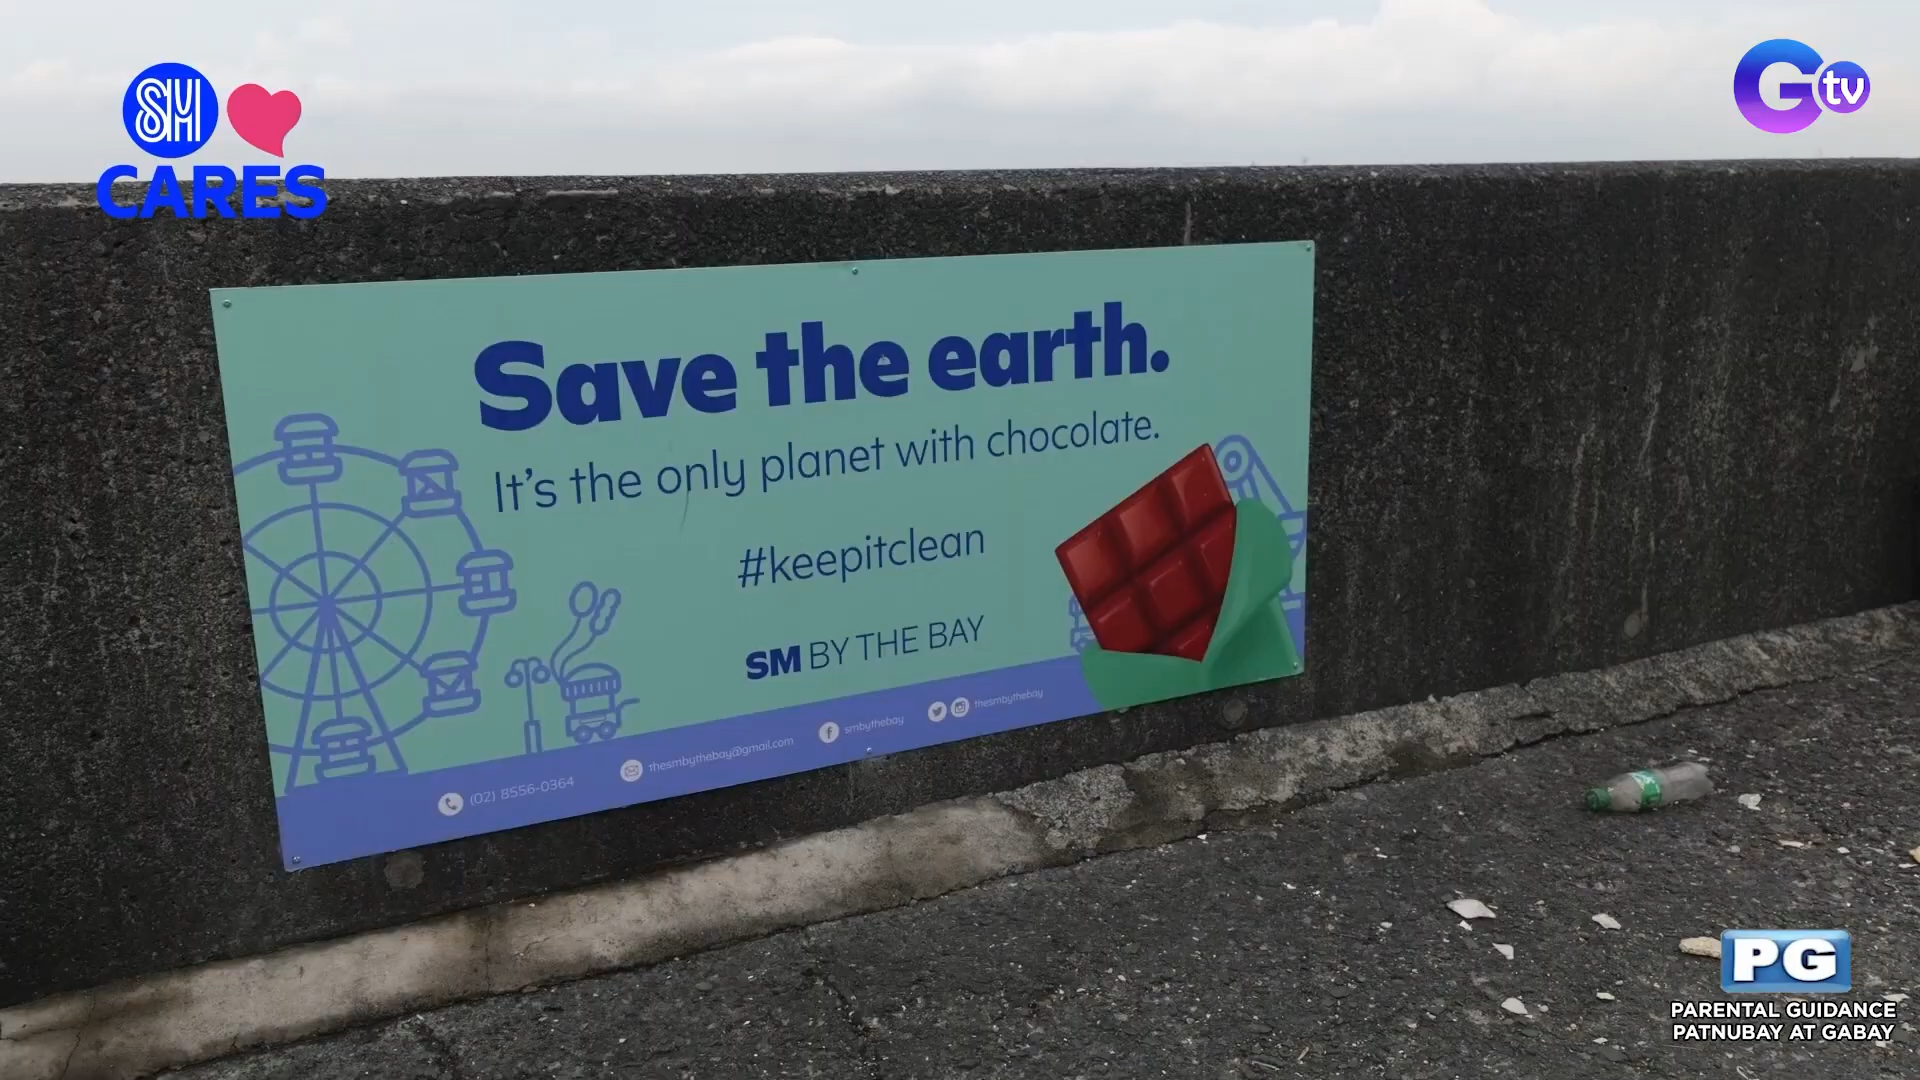 SM
CARES
Gtv
Save the earth.
It's the only planet with chocolate.
#keepitclean
SM BY THE BAY
(02) 8556-0364
thesmbythebay@gmail.com
smbythebay
thesmbythebay
PG
PARENTAL GUIDANCE
PATNUBAY AT GABAY